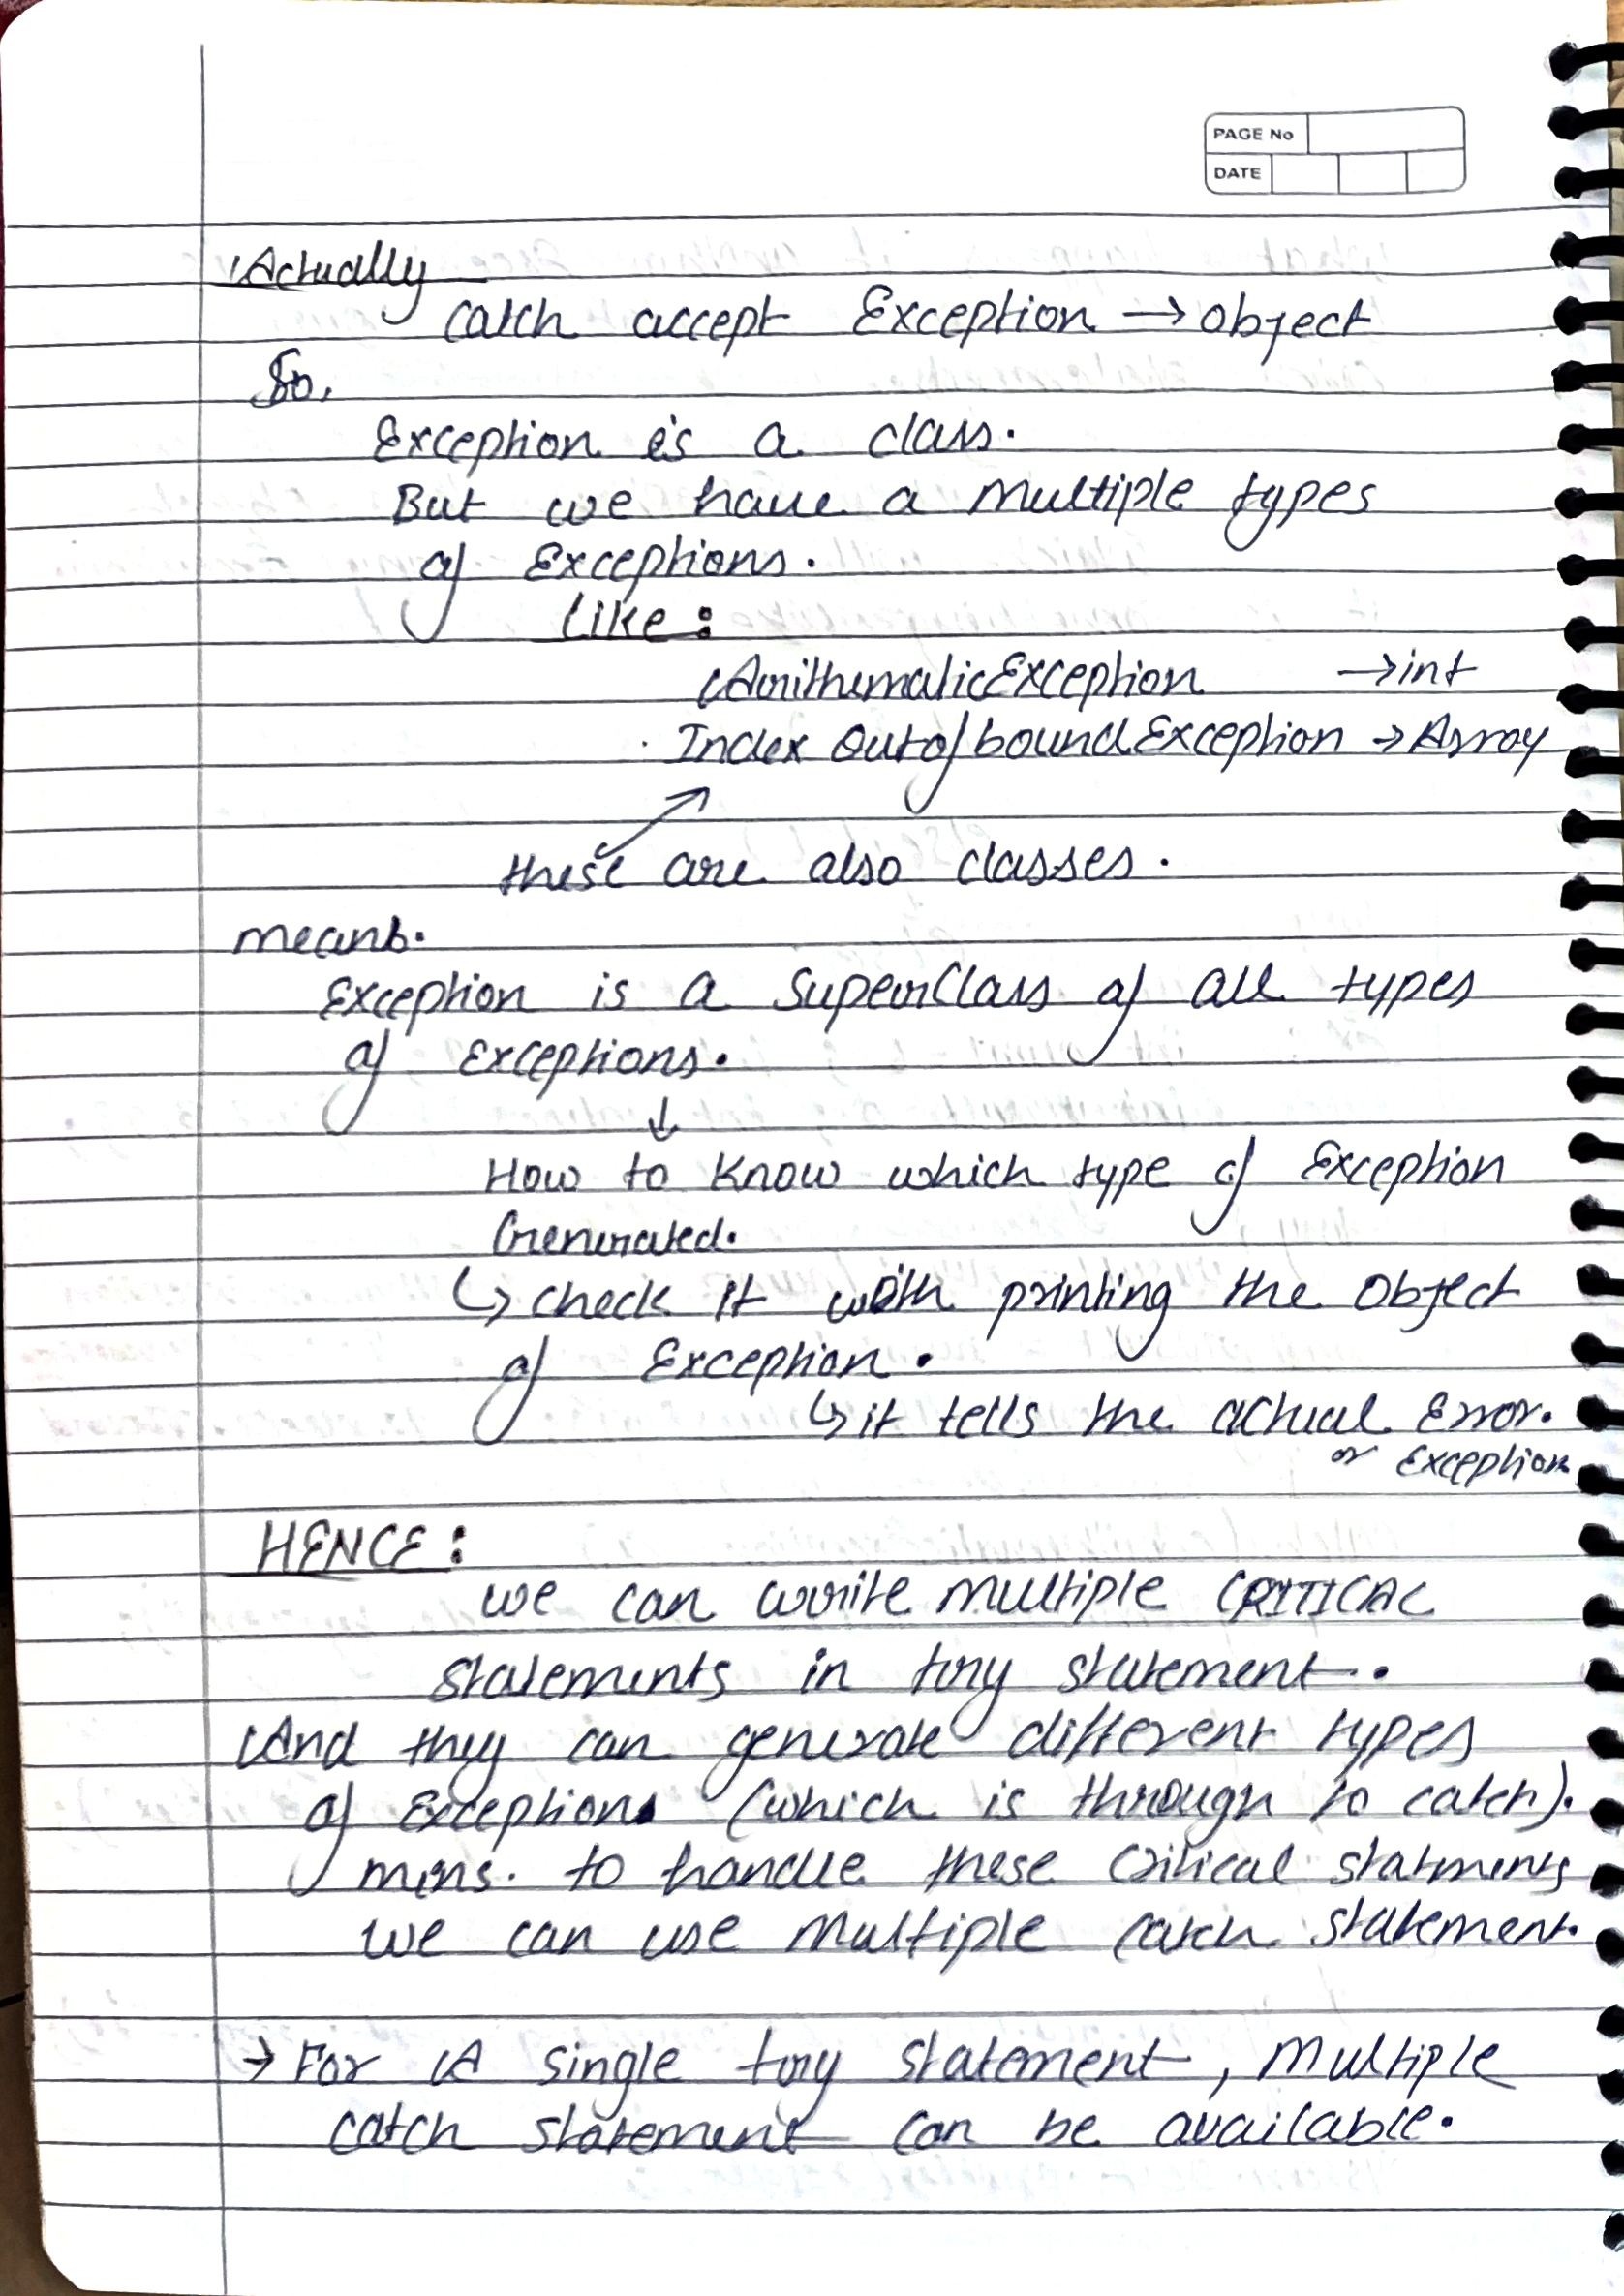 PAGE No
DATE
Actually
catch accept Exception → object
So,
Exception is a class.
But we have a multiple types
of Exceptions.
Like:
ArithematicException → int
Index OutofboundException → Array
these are also classes.
means.
Exception is a SuperClass of all types
of Exceptions.
↓
How to know which type of Exception
Generated.
↳ check it with printing the object
of Exception.
↳ it tells the actual Error.
or Exception
HENCE:
we can write multiple CRITICAL
statements in try statement.
And they can generate different types
of Exceptions (which is through to catch).
mins. to handle these critical statments
we can use multiple catch statement.
→ For A single try statement, Multiple
catch statement can be available.